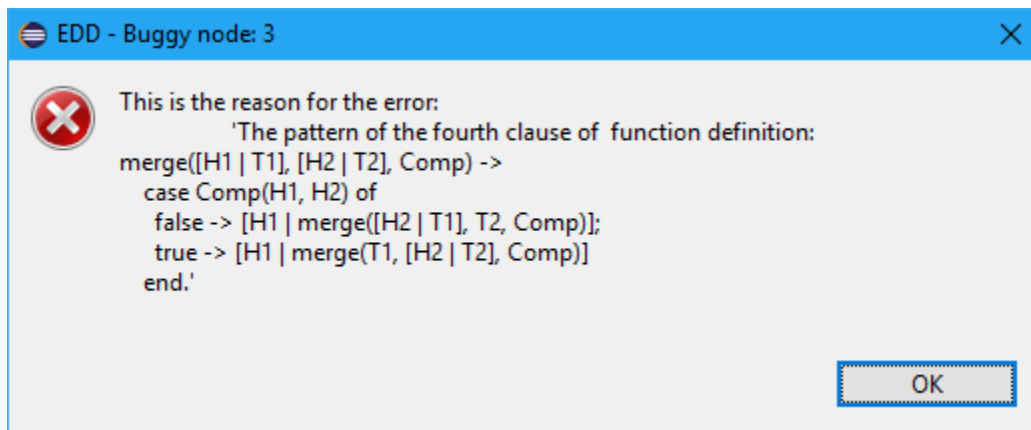 EDD - Buggy node: 3
This is the reason for the error:
'The pattern of the fourth clause of  function definition:
merge([H1 | T1], [H2 | T2], Comp) ->
case Comp(H1, H2) of
false -> [H1 | merge([H2 | T1], T2, Comp)];
true -> [H1 | merge(T1, [H2 | T2], Comp)]
end.'
OK